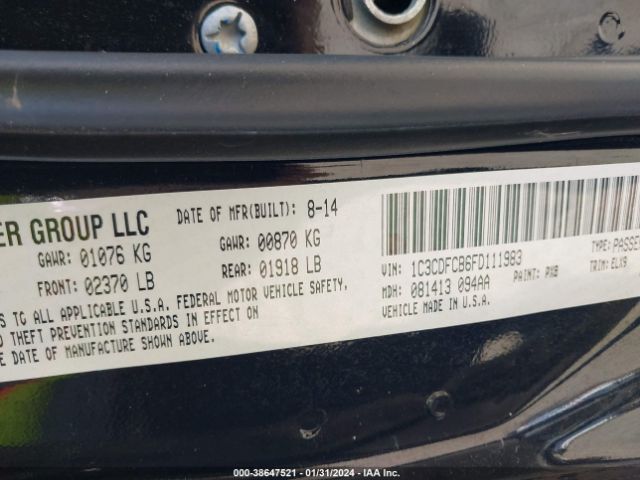 ER GROUP LLC
DATE OF MFR(BUILT): 8-14
GAWR: 01076 KG
GAWR: 00870 KG
FRONT: 02370 LB
REAR: 01918 LB
S TO ALL APPLICABLE U.S.A. FEDERAL MOTOR VEHICLE SAFETY,
D THEFT PREVENTION STANDARDS IN EFFECT ON
E DATE OF MANUFACTURE SHOWN ABOVE.
VIN: 1C3CDFCB6FD111983
TYPE: PASSE
MDH: 081413 094AA
PAINT: PXB
TRIM: ELX9
VEHICLE MADE IN U.S.A.
000-38647521 - 01/31/2024 - IAA Inc.